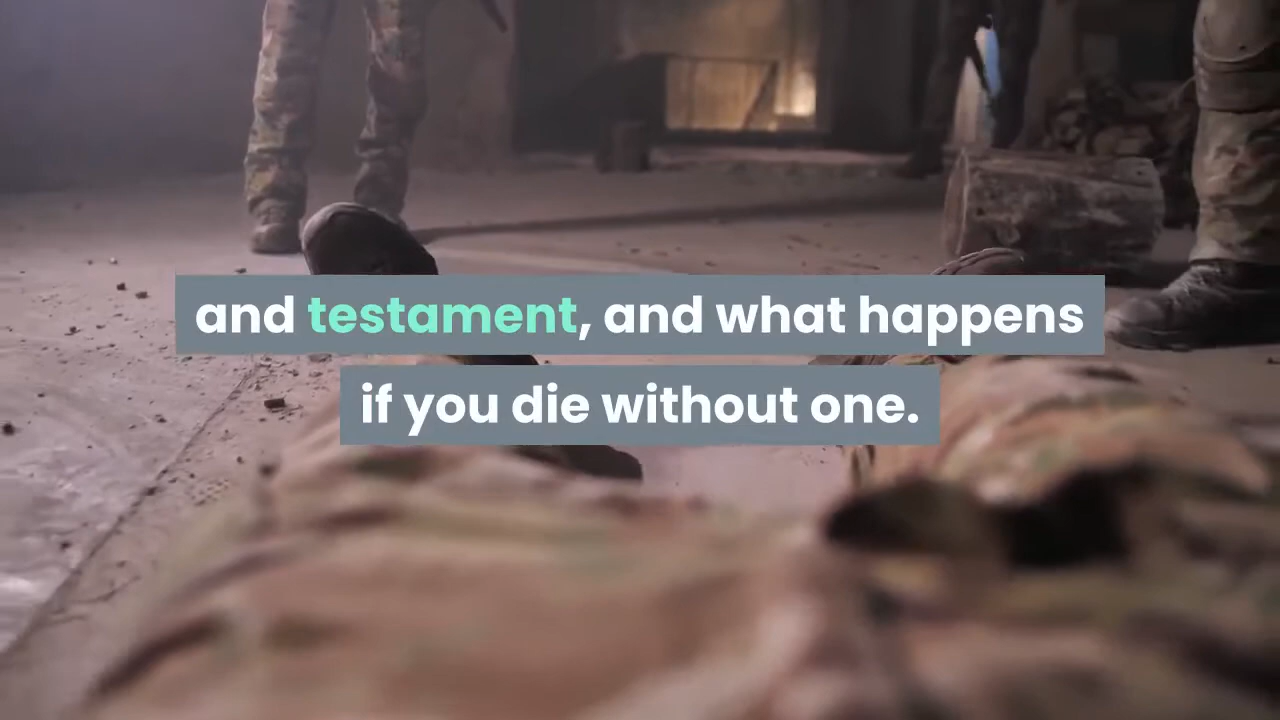 and testament, and what happens
if you die without one.